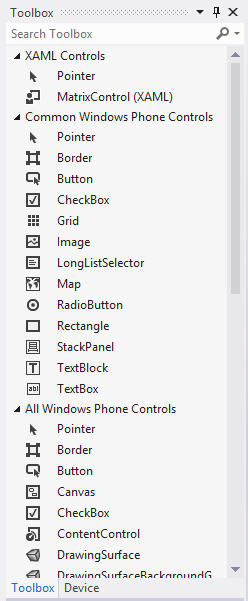 Toolbox
Search Toolbox
XAML Controls
Pointer
MatrixControl (XAML)
Common Windows Phone Controls
Pointer
Border
Button
CheckBox
Grid
Image
LongListSelector
Map
RadioButton
Rectangle
StackPanel
TextBlock
TextBox
All Windows Phone Controls
Pointer
Border
Button
Canvas
CheckBox
ContentControl
DrawingSurface
DrawingSurfaceBackgroundG
Toolbox Device